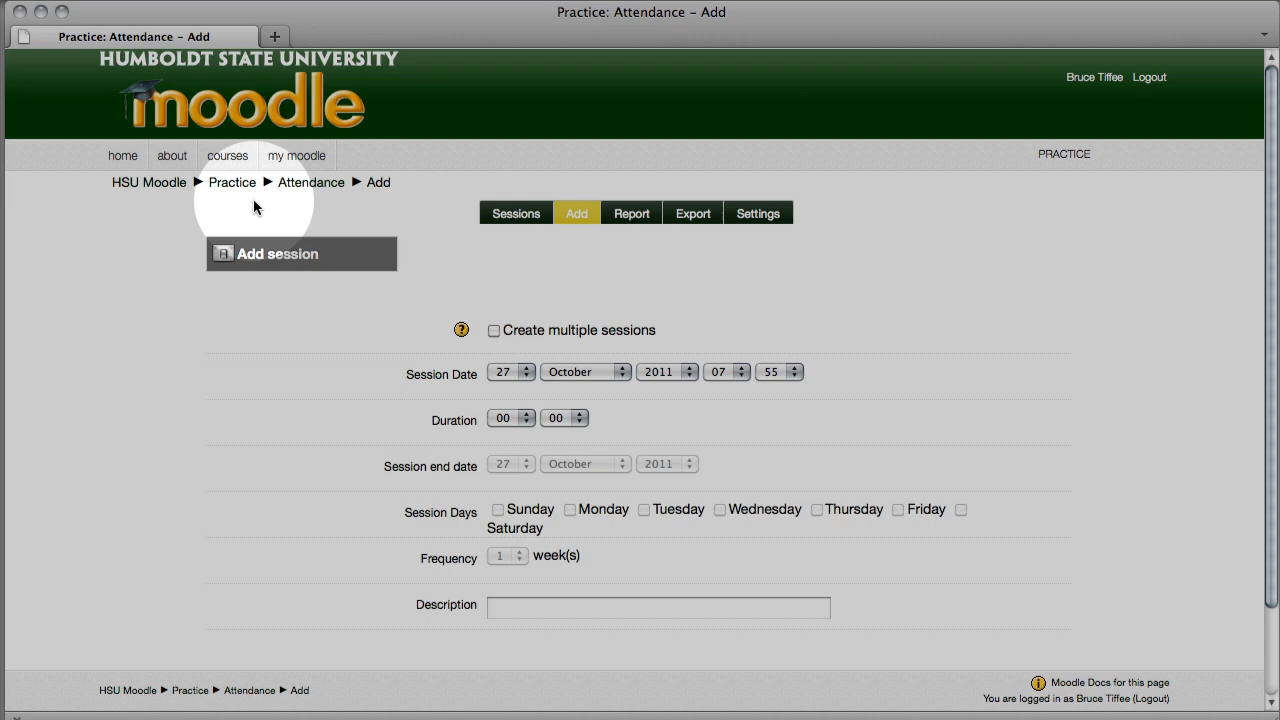 Practice: Attendance – Add
Practice: Attendance – Add
HUMBOLDT STATE UNIVERSITY
moodle
Bruce Tiffee Logout
home about courses my moodle
PRACTICE
HSU Moodle ► Practice ► Attendance ► Add
Sessions Add Report Export Settings
Add session
Create multiple sessions
Session Date 27 October 2011 07 55
Duration 00 00
Session end date 27 October 2011
Session Days Sunday Monday Tuesday Wednesday Thursday Friday
Saturday
Frequency 1 week(s)
Description
HSU Moodle ► Practice ► Attendance ► Add
Moodle Docs for this page
You are logged in as Bruce Tiffee (Logout)